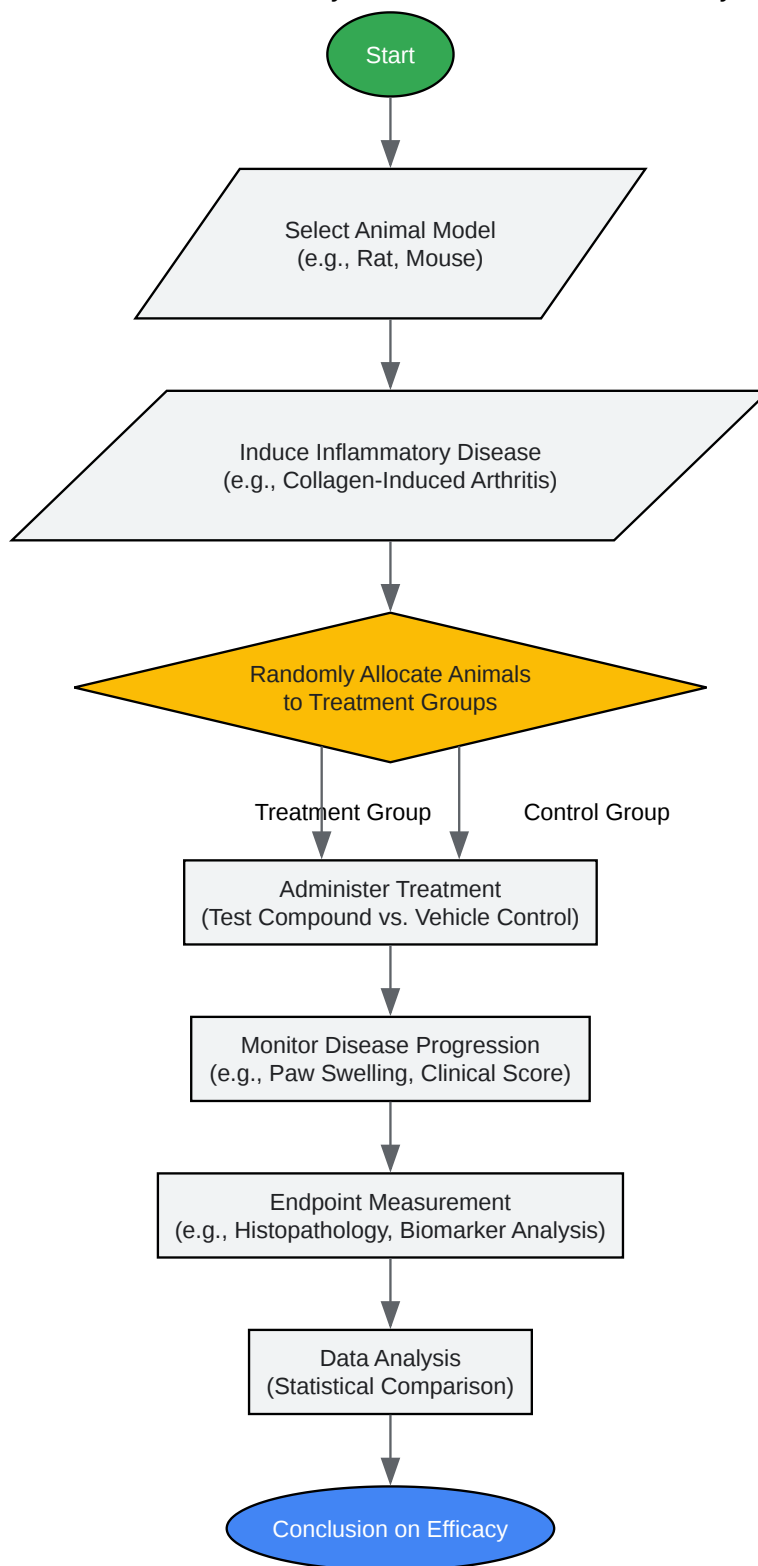 Start
Select Animal Model
(e.g., Rat, Mouse)
Induce Inflammatory Disease
(e.g., Collagen-Induced Arthritis)
Randomly Allocate Animals
to Treatment Groups
Treatment Group
Control Group
Administer Treatment
(Test Compound vs. Vehicle Control)
Monitor Disease Progression
(e.g., Paw Swelling, Clinical Score)
Endpoint Measurement
(e.g., Histopathology, Biomarker Analysis)
Data Analysis
(Statistical Comparison)
Conclusion on Efficacy